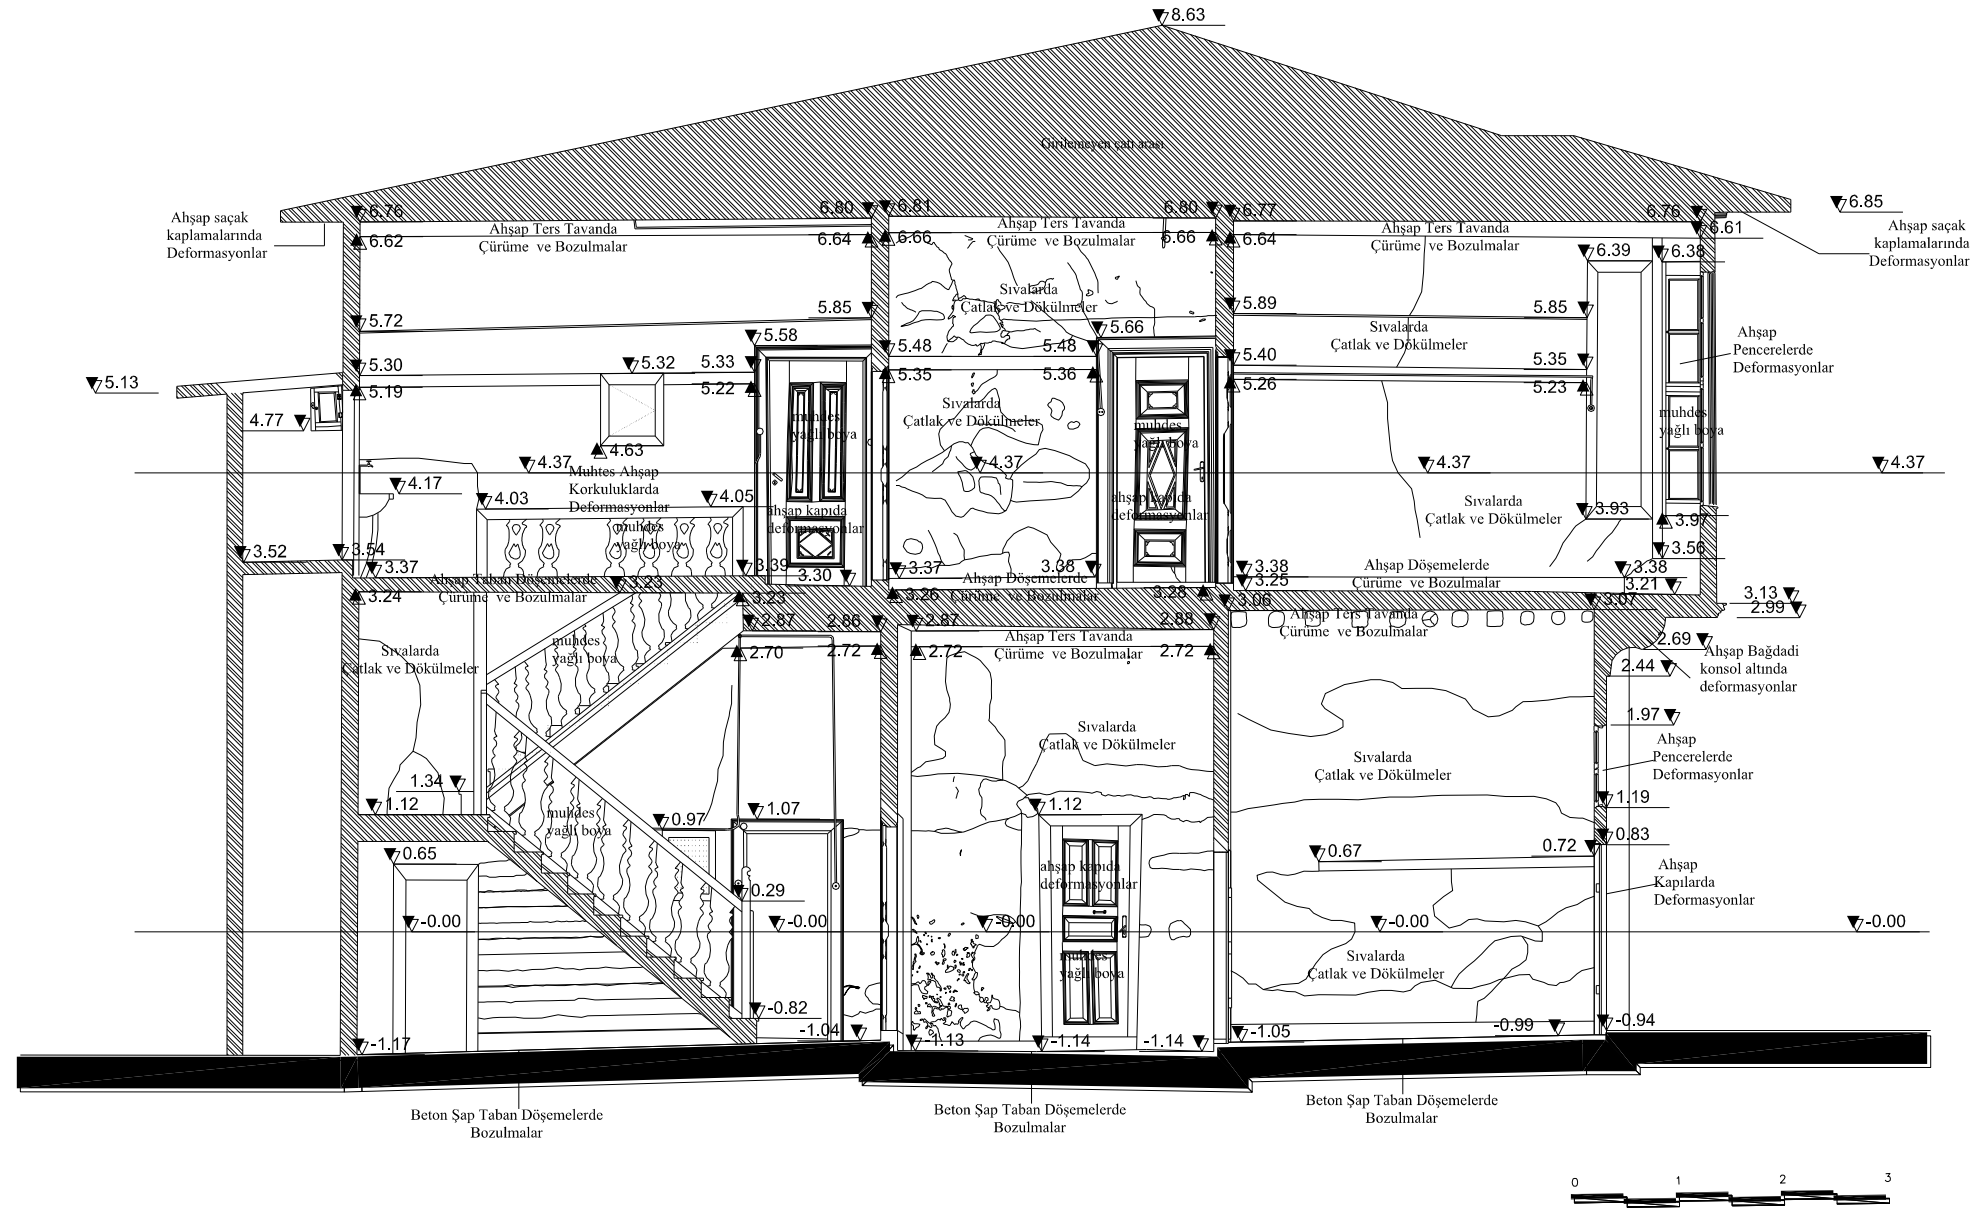 8.63
Girilemeyen çatı arası
Ahşap saçak
kaplamalarında
Deformasyonlar
6.76
6.80
6.81
6.80
6.77
6.76
6.85
Ahşap saçak
kaplamalarında
Deformasyonlar
Ahşap Ters Tavanda
Çürüme ve Bozulmalar
Ahşap Ters Tavanda
Çürüme ve Bozulmalar
Ahşap Ters Tavanda
Çürüme ve Bozulmalar
6.62
6.64
6.66
6.66
6.64
6.39
6.38
6.61
Sıvalarda
Çatlak ve Dökülmeler
5.72
5.85
5.89
5.85
Sıvalarda
Çatlak ve Dökülmeler
Ahşap
Pencerelerde
Deformasyonlar
5.58
5.66
5.48
5.48
5.13
5.30
5.32
5.33
5.40
5.35
5.19
5.22
5.35
5.36
5.26
5.23
4.77
muhdes
yağlı boya
Sıvalarda
Çatlak ve Dökülmeler
muhdes
yağlı boya
muhdes
yağlı boya
4.63
4.37
4.37
4.37
4.37
Muhtes Ahşap
Korkuluklarda
Deformasyonlar
4.17
4.03
4.05
ahşap kapıda
deformasyonlar
ahşap kapıda
deformasyonlar
Sıvalarda
Çatlak ve Dökülmeler
3.93
3.97
muhdes
yağlı boya
3.52
3.54
3.56
3.37
3.39
3.30
3.37
3.38
3.38
3.25
3.38
3.21
Ahşap Taban Döşemelerde
Çürüme ve Bozulmalar
Ahşap Döşemelerde
Çürüme ve Bozulmalar
Ahşap Döşemelerde
Çürüme ve Bozulmalar
3.24
3.23
3.23
3.26
3.28
3.06
3.07
3.13
2.99
Ahşap Ters Tavanda
Çürüme ve Bozulmalar
2.87
2.86
2.87
2.88
Ahşap Ters Tavanda
Çürüme ve Bozulmalar
2.70
2.72
2.72
2.72
2.69
2.44
Ahşap Bağdadi
konsol altında
deformasyonlar
Sıvalarda
Çatlak ve Dökülmeler
muhdes
yağlı boya
1.97
Sıvalarda
Çatlak ve Dökülmeler
Sıvalarda
Çatlak ve Dökülmeler
Ahşap
Pencerelerde
Deformasyonlar
1.34
1.12
muhdes
yağlı boya
0.97
1.07
1.12
1.19
0.83
0.65
0.67
0.72
ahşap kapıda
deformasyonlar
Ahşap
Kapılarda
Deformasyonlar
0.29
-0.00
-0.00
-0.00
-0.00
-0.00
muhdes
yağlı boya
Sıvalarda
Çatlak ve Dökülmeler
-0.82
-1.17
-1.04
-1.13
-1.14
-1.14
-1.05
-0.99
-0.94
Beton Şap Taban Döşemelerde
Bozulmalar
Beton Şap Taban Döşemelerde
Bozulmalar
Beton Şap Taban Döşemelerde
Bozulmalar
0 1 2 3